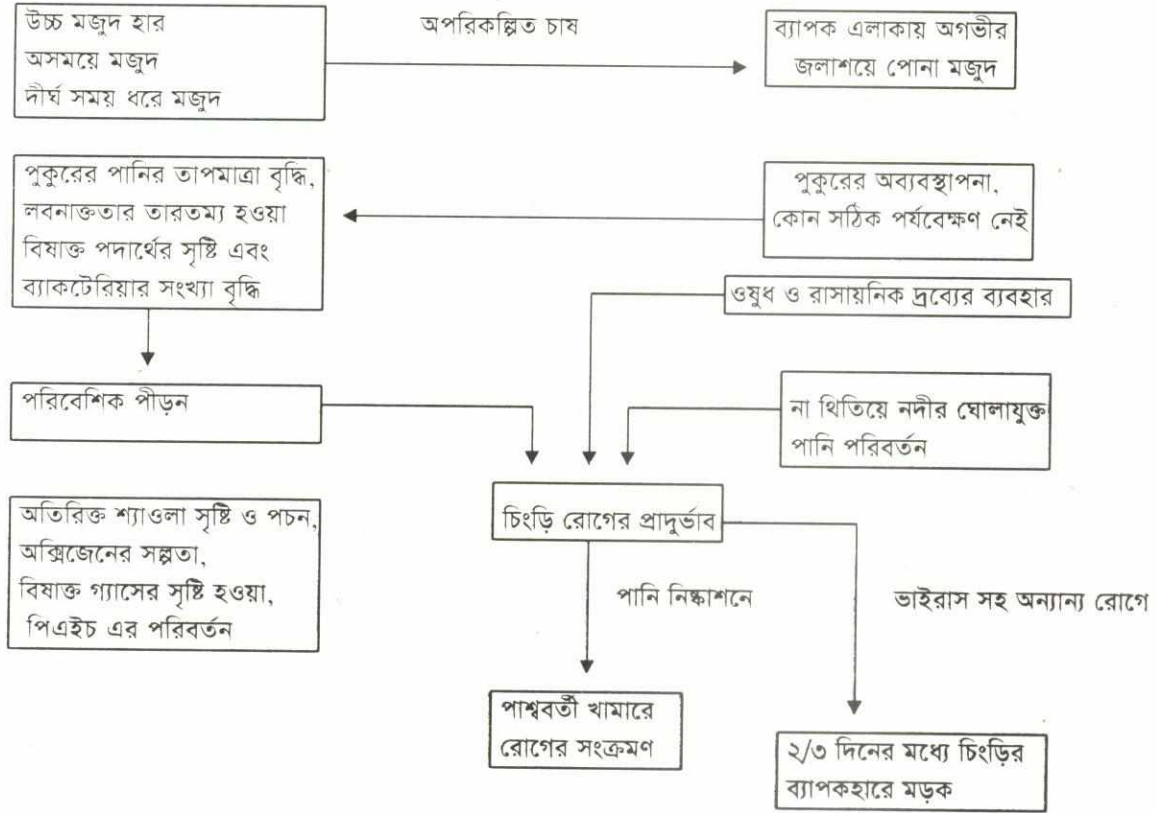 উচ্চ মজুদ হার
অসময়ে মজুদ
দীর্ঘ সময় ধরে মজুদ
অপরিকল্পিত চাষ
ব্যাপক এলাকায় অগভীর
জলাশয়ে পোনা মজুদ
পুকুরের পানির তাপমাত্রা বৃদ্ধি,
লবনাক্ততার তারতম্য হওয়া
বিষাক্ত পদার্থের সৃষ্টি এবং
ব্যাকটেরিয়ার সংখ্যা বৃদ্ধি
পুকুরের অব্যবস্থাপনা,
কোন সঠিক পর্যবেক্ষণ নেই
ওষুধ ও রাসায়নিক দ্রব্যের ব্যবহার
পরিবেশিক পীড়ন
না থিতিয়ে নদীর ঘোলাযুক্ত
পানি পরিবর্তন
অতিরিক্ত শ্যাওলা সৃষ্টি ও পচন,
অক্সিজেনের সল্পতা,
বিষাক্ত গ্যাসের সৃষ্টি হওয়া,
পিএইচ এর পরিবর্তন
চিংড়ি রোগের প্রাদুর্ভাব
পানি নিষ্কাশনে
ভাইরাস সহ অন্যান্য রোগে
পাশ্ববর্তী খামারে
রোগের সংক্রমণ
২/৩ দিনের মধ্যে চিংড়ির
ব্যাপকহারে মড়ক